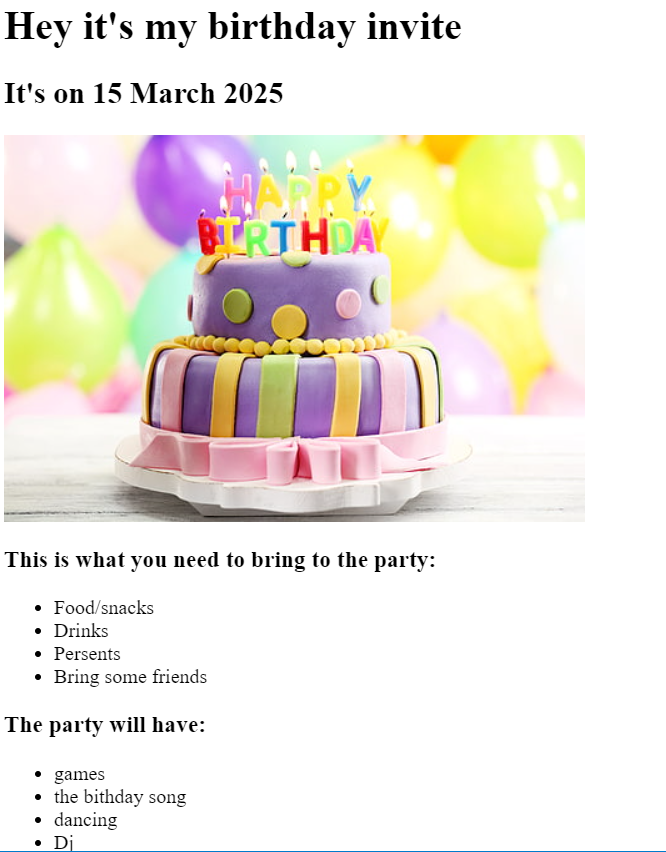 Hey it's my birthday invite
It's on 15 March 2025
HAPPY
BIRTHDAY
This is what you need to bring to the party:
Food/snacks
Drinks
Persents
Bring some friends
The party will have:
games
the bithday song
dancing
Dj